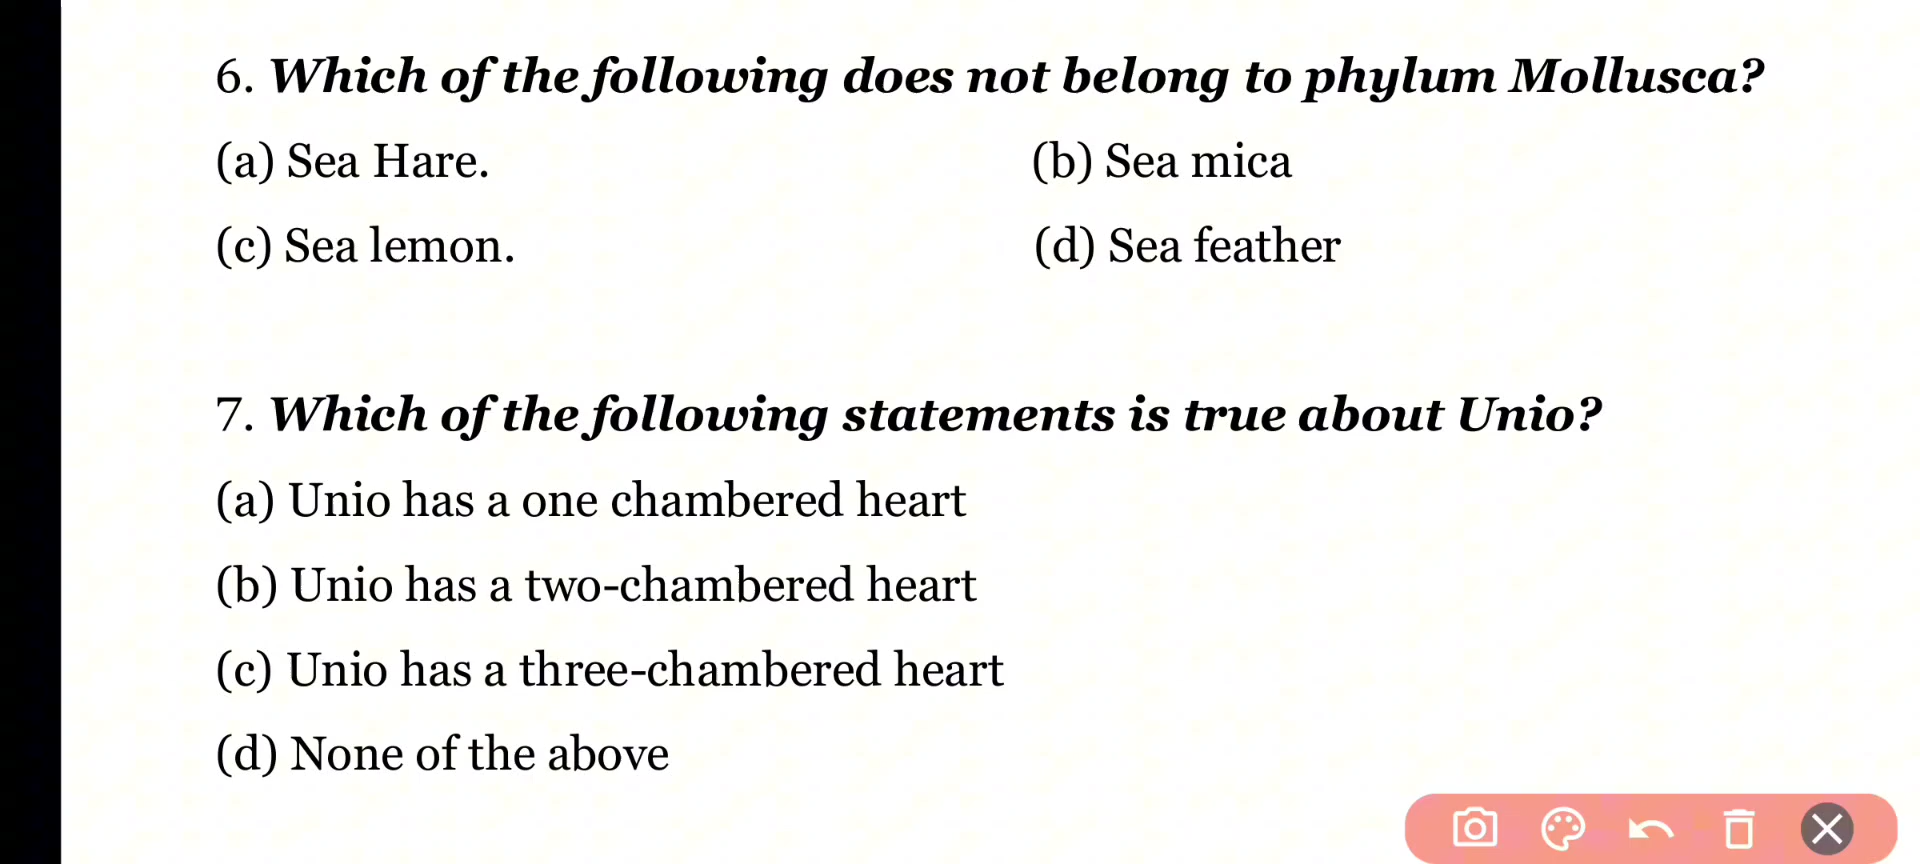 6. Which of the following does not belong to phylum Mollusca?
(a) Sea Hare. (b) Sea mica
(c) Sea lemon. (d) Sea feather
7. Which of the following statements is true about Unio?
(a) Unio has a one chambered heart
(b) Unio has a two-chambered heart
(c) Unio has a three-chambered heart
(d) None of the above